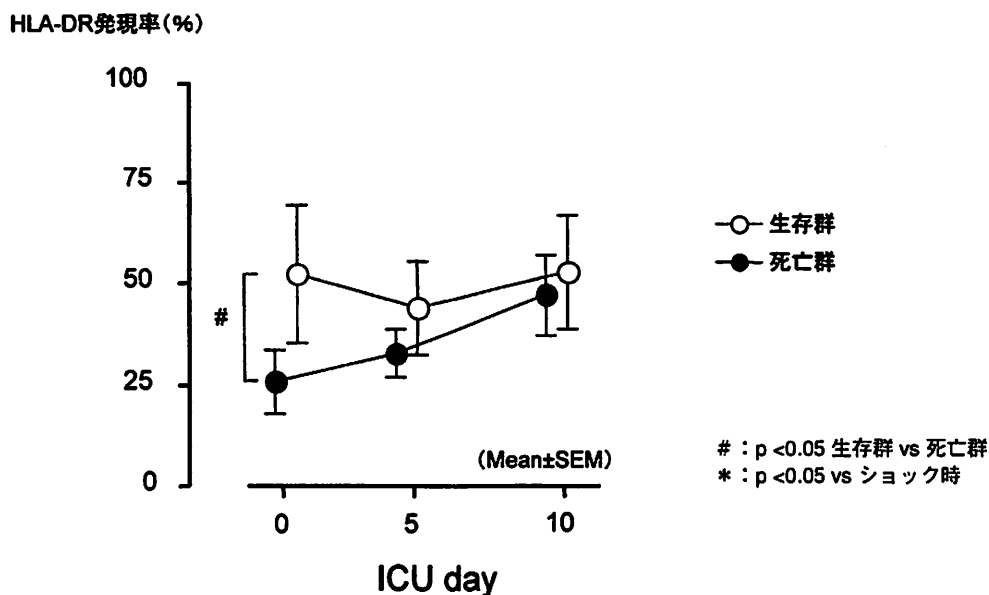 HLA-DR発現率(%)
100
75
50
25
0
#
生存群
死亡群
(Mean±SEM)
#:p <0.05 生存群 vs 死亡群
*:p <0.05 vs ショック時
0 5 10
ICU day